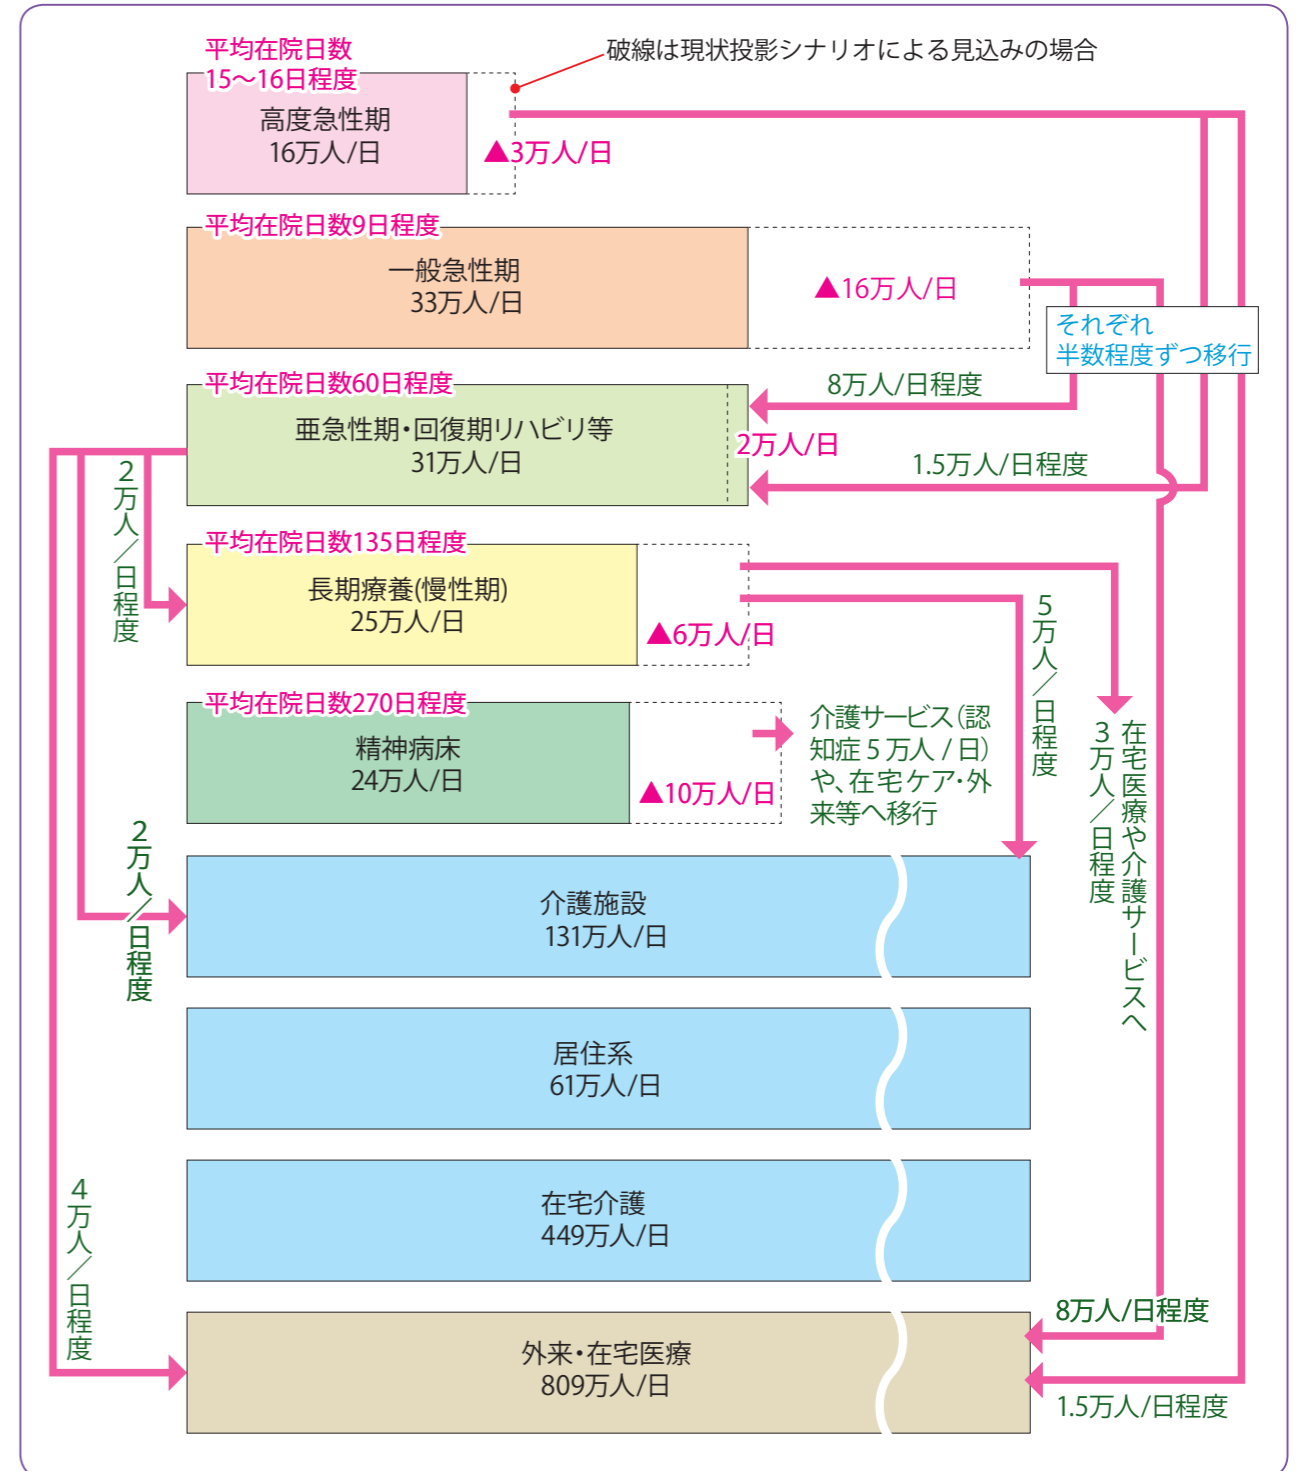 平均在院日数
15～16日程度
破線は現状投影シナリオによる見込みの場合
高度急性期
16万人/日
▲3万人/日
平均在院日数9日程度
一般急性期
33万人/日
▲16万人/日
それぞれ
半数程度ずつ移行
平均在院日数60日程度
亜急性期・回復期リハビリ等
31万人/日
8万人/日程度
2万人/日
1.5万人/日程度
2万人／日程度
平均在院日数135日程度
長期療養(慢性期)
25万人/日
▲6万人/日
5万人／日程度
在宅医療や介護サービスへ
3万人／日程度
平均在院日数270日程度
精神病床
24万人/日
▲10万人/日
介護サービス（認
知症5万人/日）
や、在宅ケア・外
来等へ移行
2万人／日程度
介護施設
131万人/日
居住系
61万人/日
在宅介護
449万人/日
4万人／日程度
外来・在宅医療
809万人/日
8万人/日程度
1.5万人/日程度